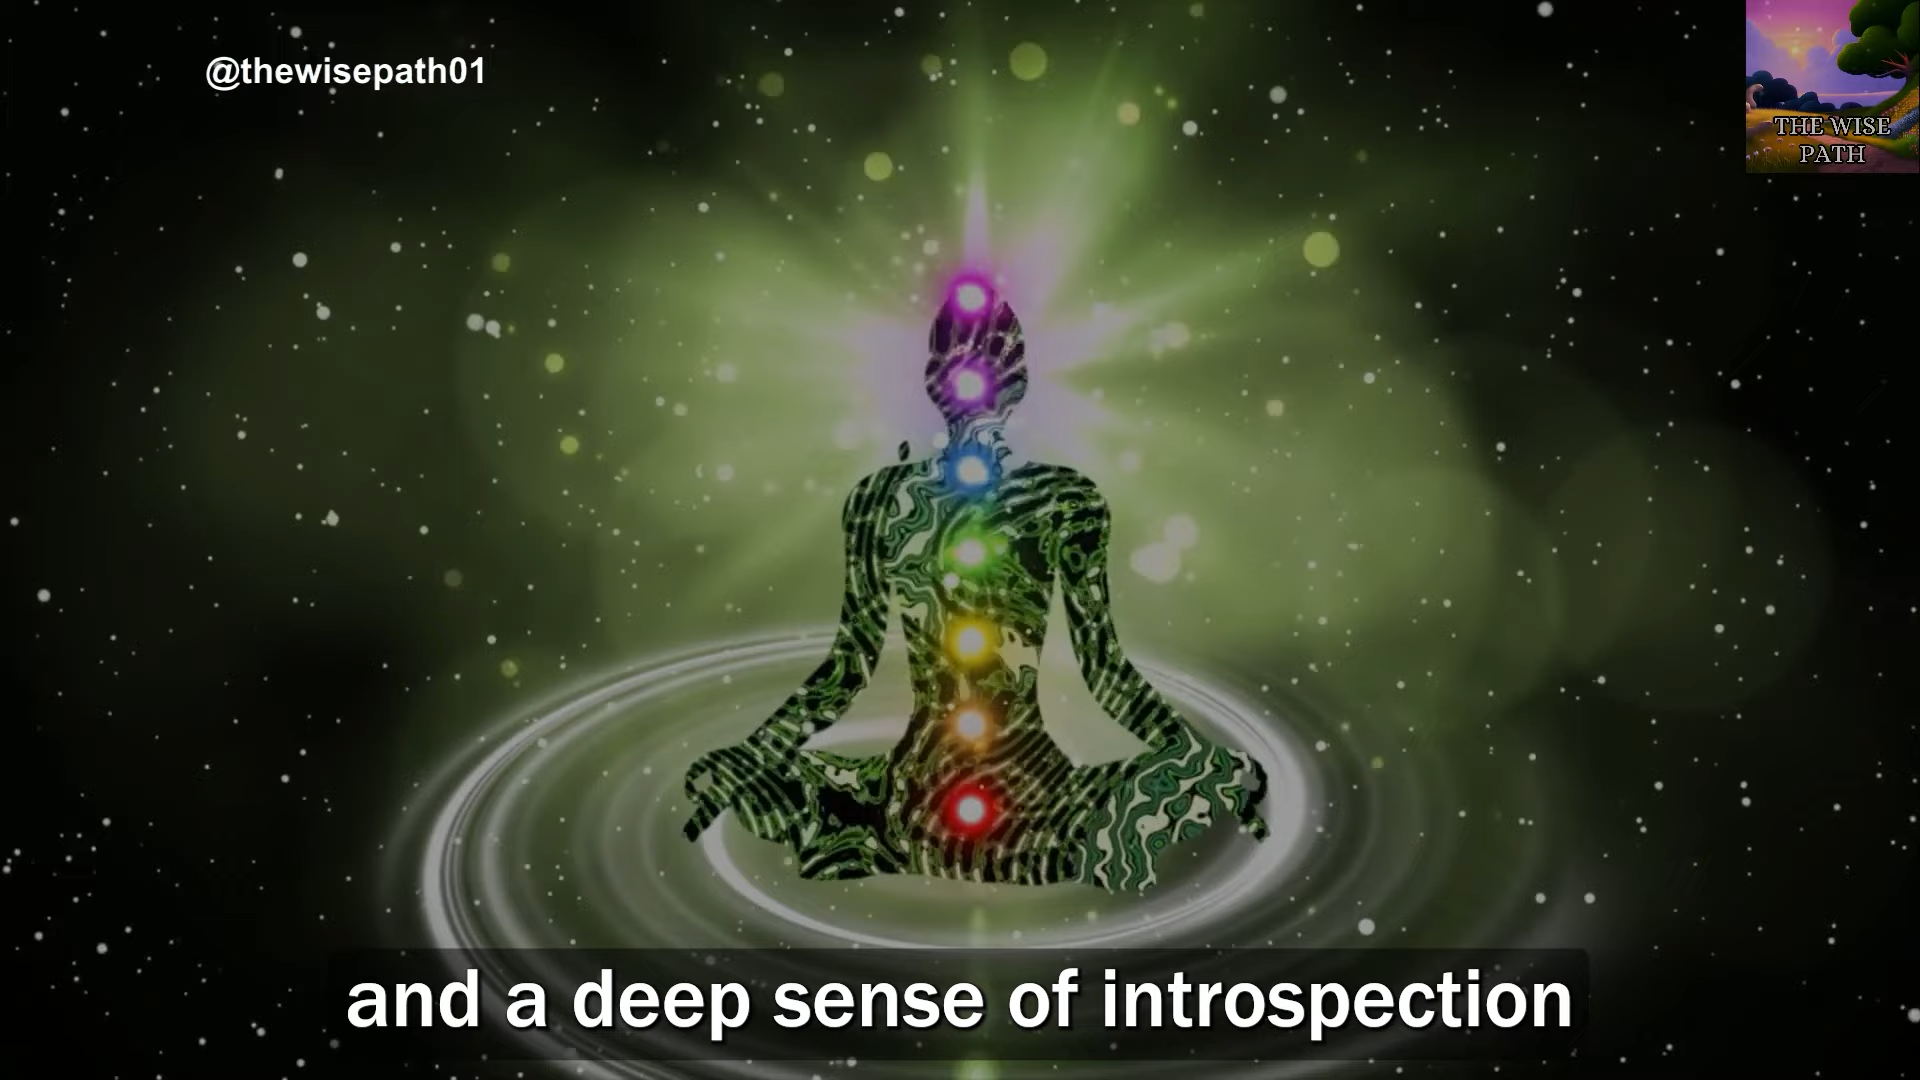 @thewisepath01
THE WISE
PATH
and a deep sense of introspection